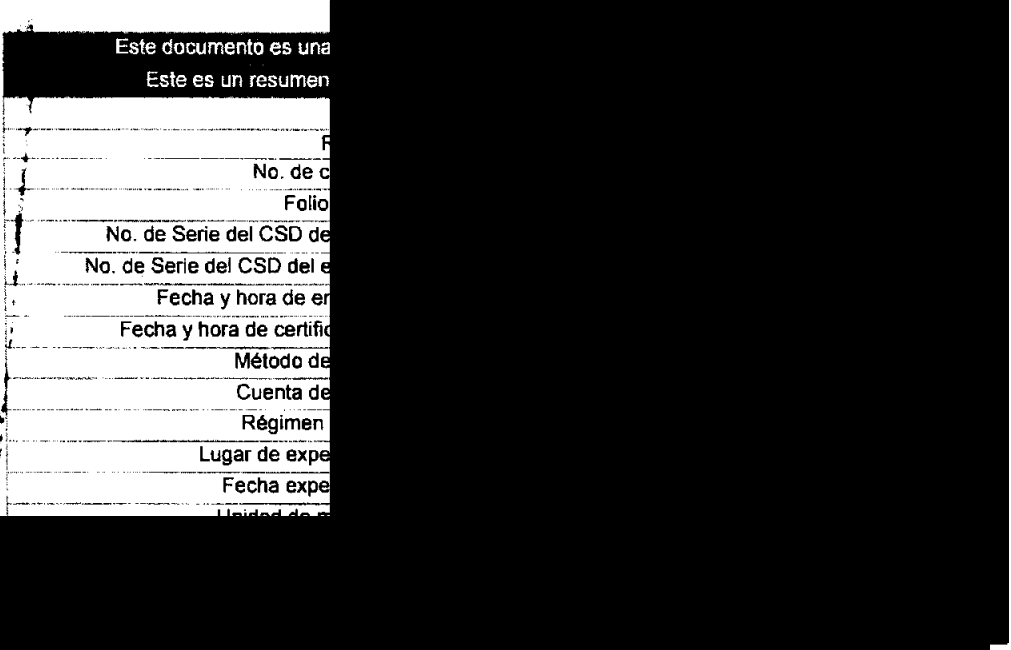 Este documento es una
Este es un resumen
R
No. de c
Folio
No. de Serie del CSD de
No. de Serie del CSD del e
Fecha y hora de er
Fecha y hora de certific
Método de
Cuenta de
Régimen
Lugar de expe
Fecha expe
Unidad de m